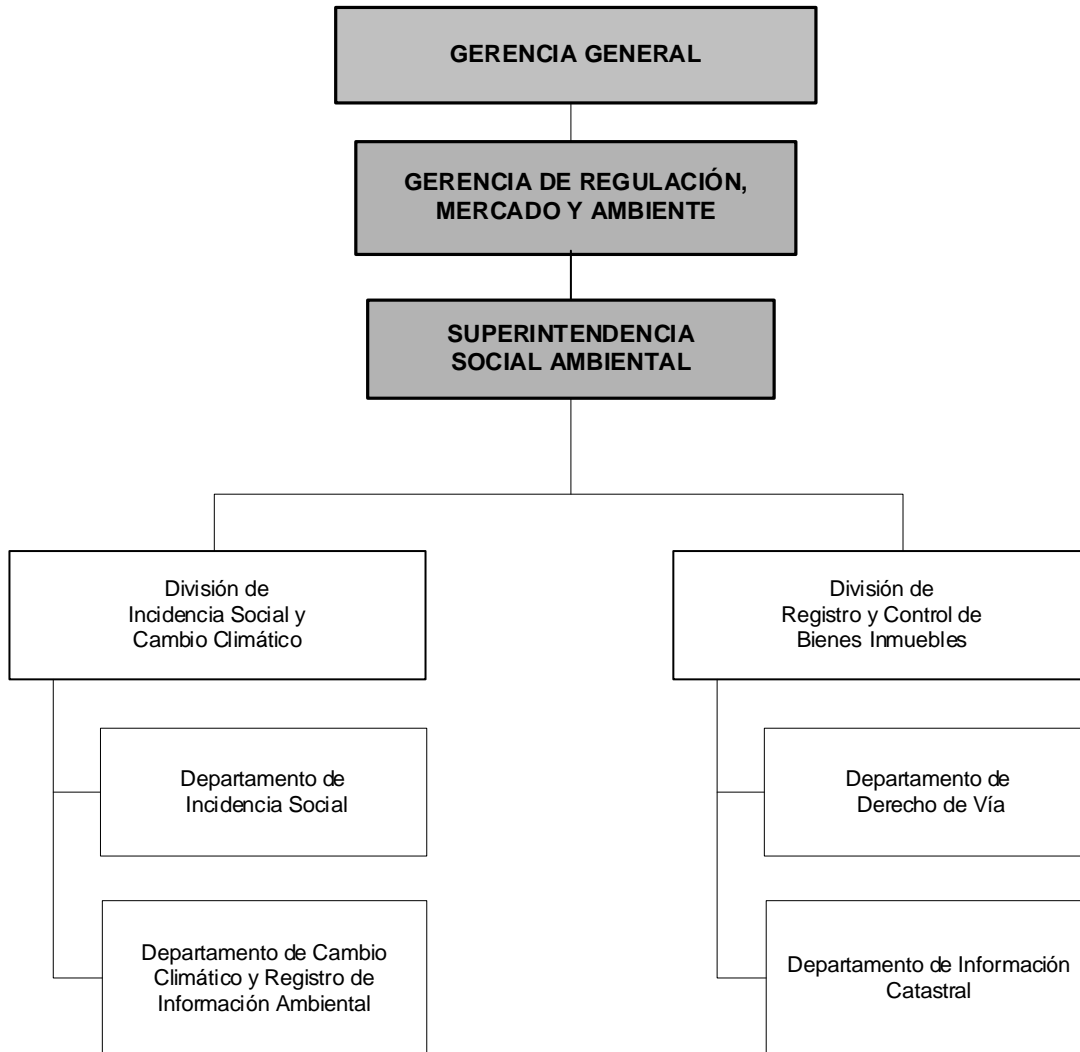 GERENCIA GENERAL
GERENCIA DE REGULACIÓN,
MERCADO Y AMBIENTE
SUPERINTENDENCIA
SOCIAL AMBIENTAL
División de
Incidencia Social y
Cambio Climático
División de
Registro y Control de
Bienes Inmuebles
Departamento de
Incidencia Social
Departamento de
Derecho de Vía
Departamento de Cambio
Climático y Registro de
Información Ambiental
Departamento de Información
Catastral